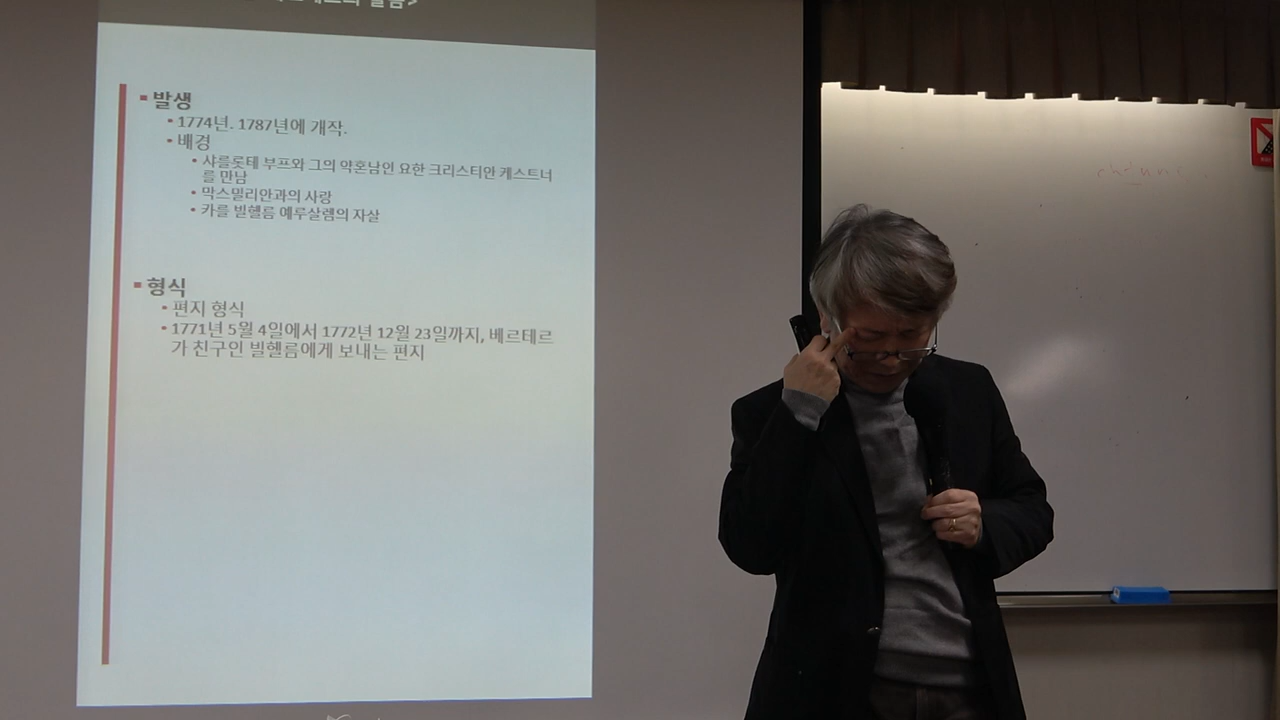 발생
1774년. 1787년에 개작.
배경
샤를롯테 부프와 그의 약혼남인 요한 크리스티안 케스트너
를 만남
막스밀리안과의 사랑
카를 빌헬름 예루살렘의 자살
형식
편지 형식
1771년 5월 4일에서 1772년 12월 23일까지, 베르테르
가 친구인 빌헬름에게 보내는 편지